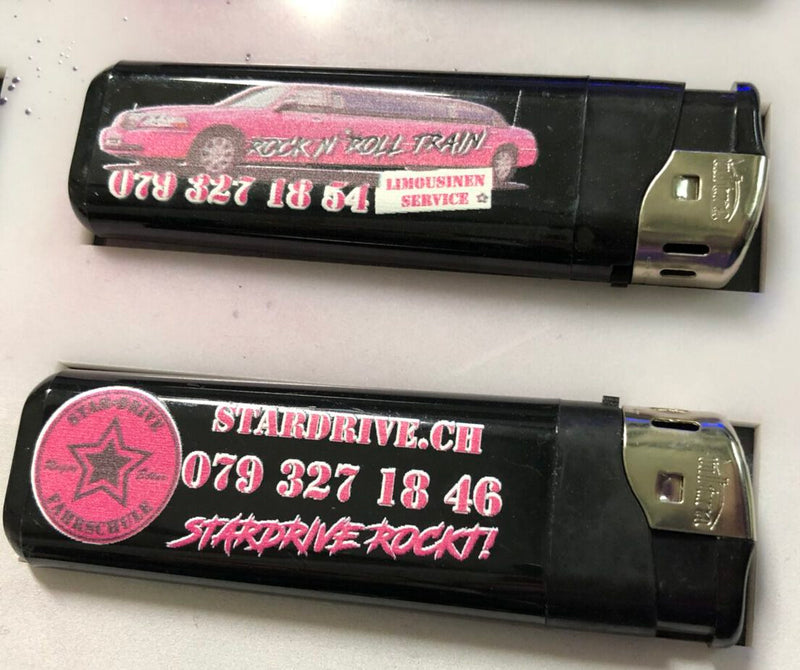 ROCK N ROLL TRAIN
079 327 18 54
LIMOUSINEN
SERVICE
STAR-DRIVE
FAHRSCHULE
STARDRIVE.CH
079 327 18 46
STARDRIVE ROCKT!